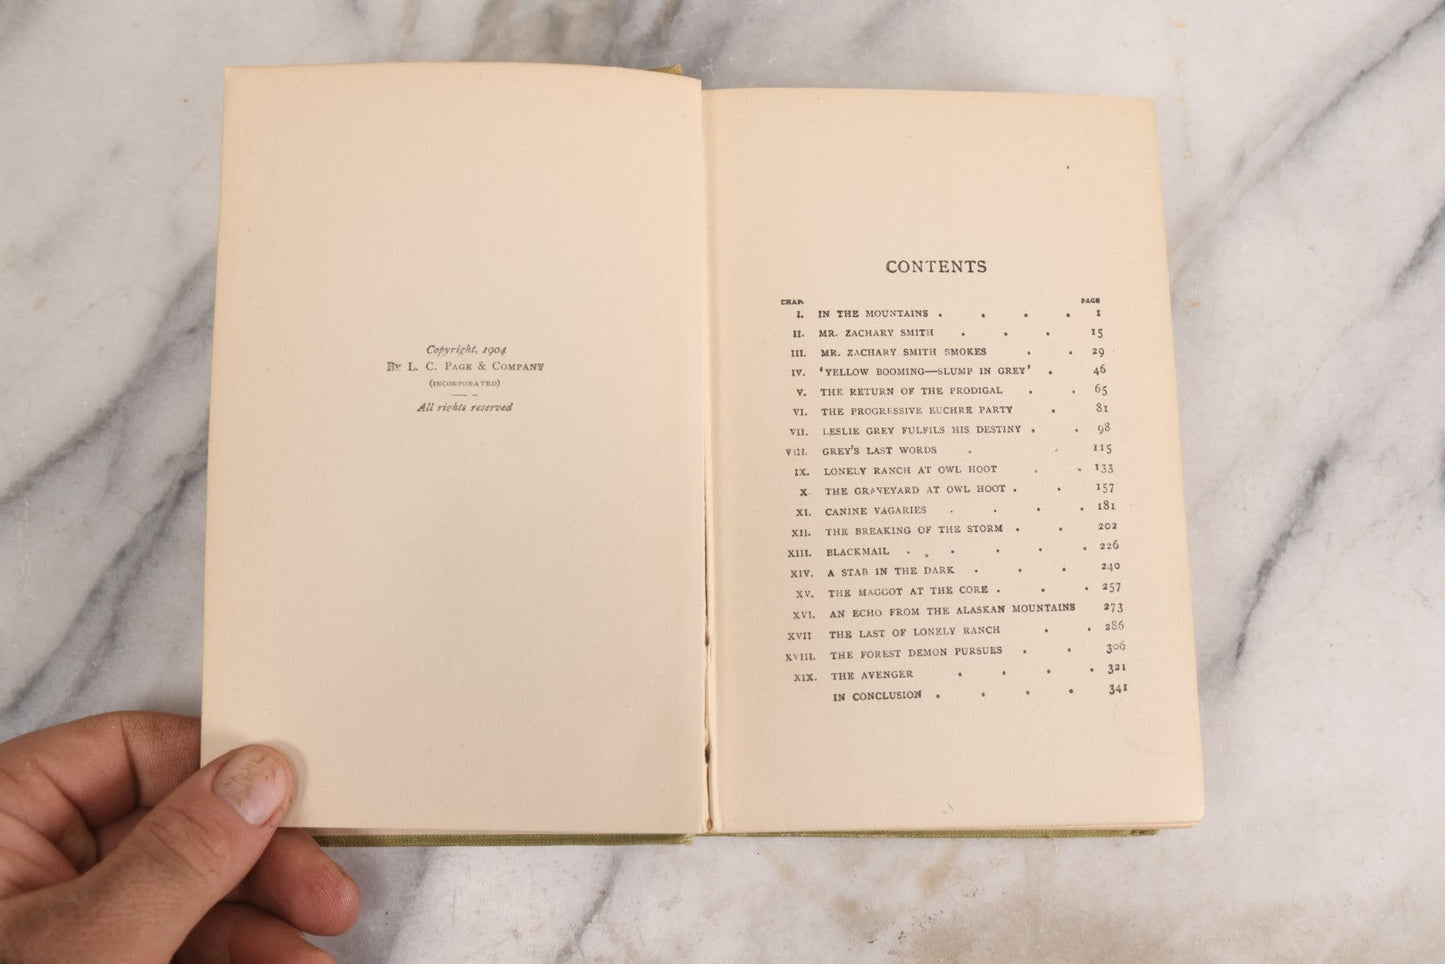 Copyright, 1904
BY L. C. PAGE & COMPANY
(INCORPORATED)
All rights reserved
CONTENTS
CHAP. PAGE
I. IN THE MOUNTAINS . . . . 1
II. MR. ZACHARY SMITH . . . 15
III. MR. ZACHARY SMITH SMOKES . . 29
IV. 'YELLOW BOOMING—SLUMP IN GREY' . 46
V. THE RETURN OF THE PRODIGAL . . 65
VI. THE PROGRESSIVE EUCHRE PARTY . 81
VII. LESLIE GREY FULFILS HIS DESTINY . . 98
VIII. GREY'S LAST WORDS . . 115
IX. LONELY RANCH AT OWL HOOT . . 133
X THE GRAVEYARD AT OWL HOOT . . 157
XI. CANINE VAGARIES . . . . 181
XII. THE BREAKING OF THE STORM . . 202
XIII. BLACKMAIL . . . . . 226
XIV. A STAB IN THE DARK . . . 240
XV. THE MAGGOT AT THE CORE . . . 257
XVI. AN ECHO FROM THE ALASKAN MOUNTAINS 273
XVII THE LAST OF LONELY RANCH . . 286
XVIII. THE FOREST DEMON PURSUES . . 306
XIX. THE AVENGER . . . . 321
IN CONCLUSION . . . . 341